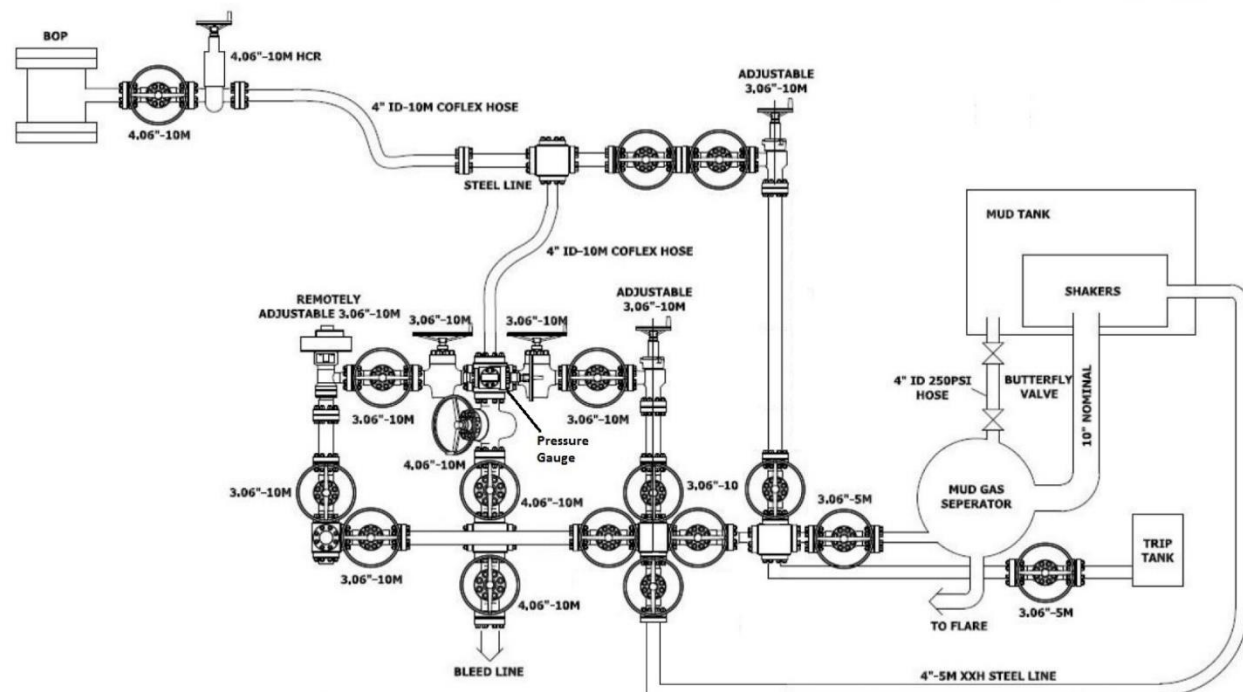 BOP
4.06"-10M HCR
4.06"-10M
4" ID-10M COFLEX HOSE
STEEL LINE
ADJUSTABLE
3.06"-10M
4" ID-10M COFLEX HOSE
MUD TANK
SHAKERS
REMOTELY
ADJUSTABLE 3.06"-10M
3.06"-10M
3.06"-10M
ADJUSTABLE
3.06"-10M
3.06"-10M
3.06"-10M
4" ID 250PSI
HOSE
BUTTERFLY
VALVE
10" NOMINAL
Pressure
Gauge
4.06"-10M
3.06"-10M
4.06"-10M
3.06"-10
3.06"-5M
MUD GAS
SEPERATOR
TRIP
TANK
3.06"-10M
4.06"-10M
3.06"-5M
TO FLARE
BLEED LINE
4"-5M XXH STEEL LINE